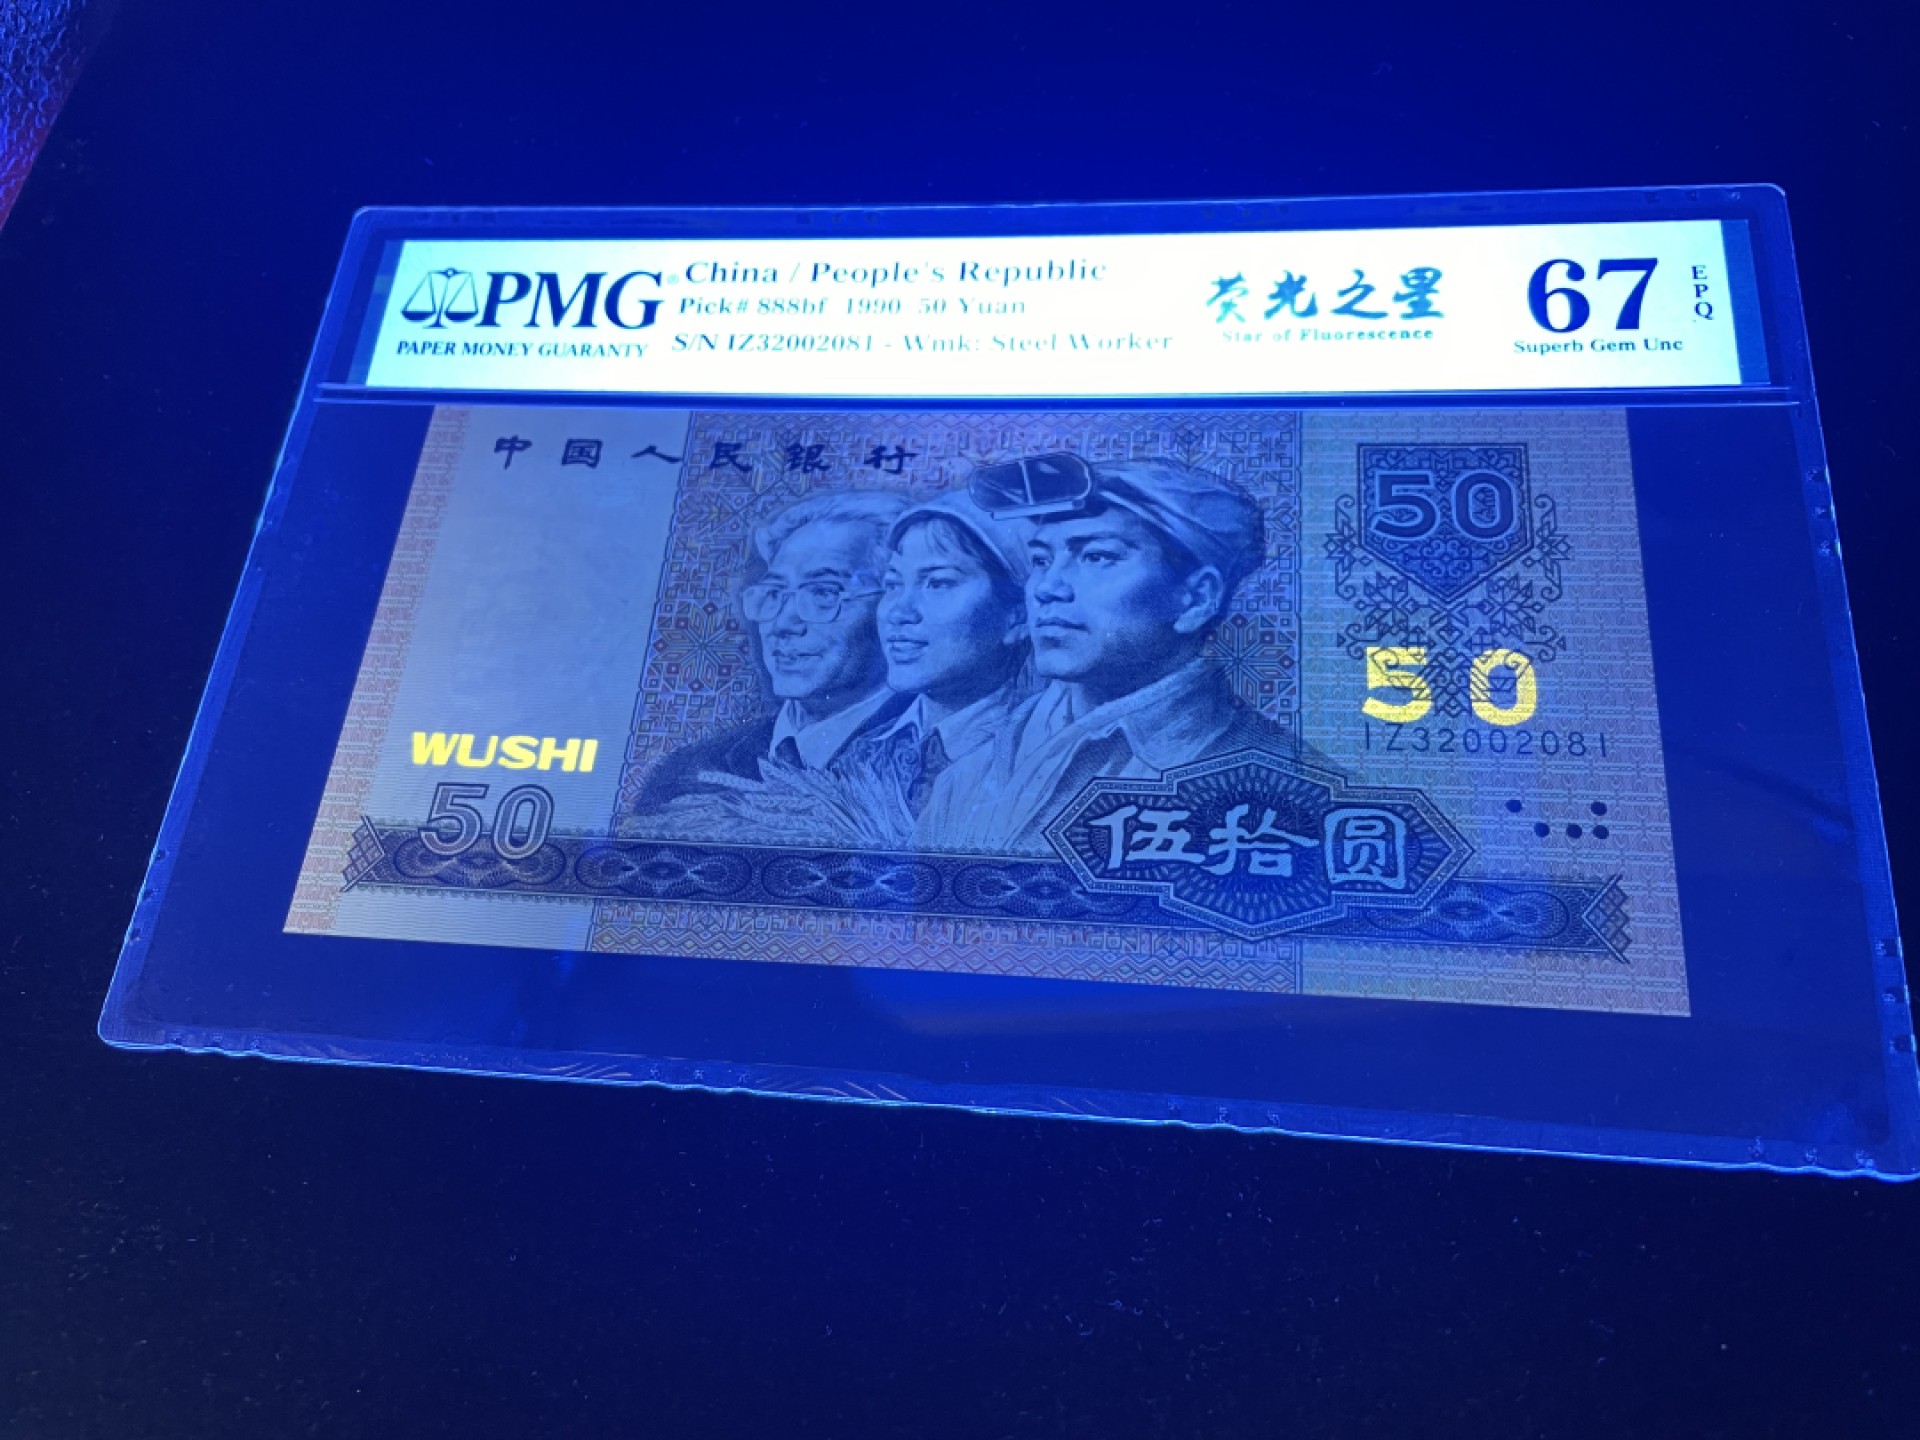 PMG
PAPER MONEY GUARANTY
China / People's Republic
Pick# 888bf 1990 50 Yuan
S/N IZ32002081 - Wmk: Steel Worker
荧光之星
Star of Fluorescence
67
EPQ
Superb Gem Unc
中国人民银行
50
50
IZ32002081
WUSHI
50
伍拾圆